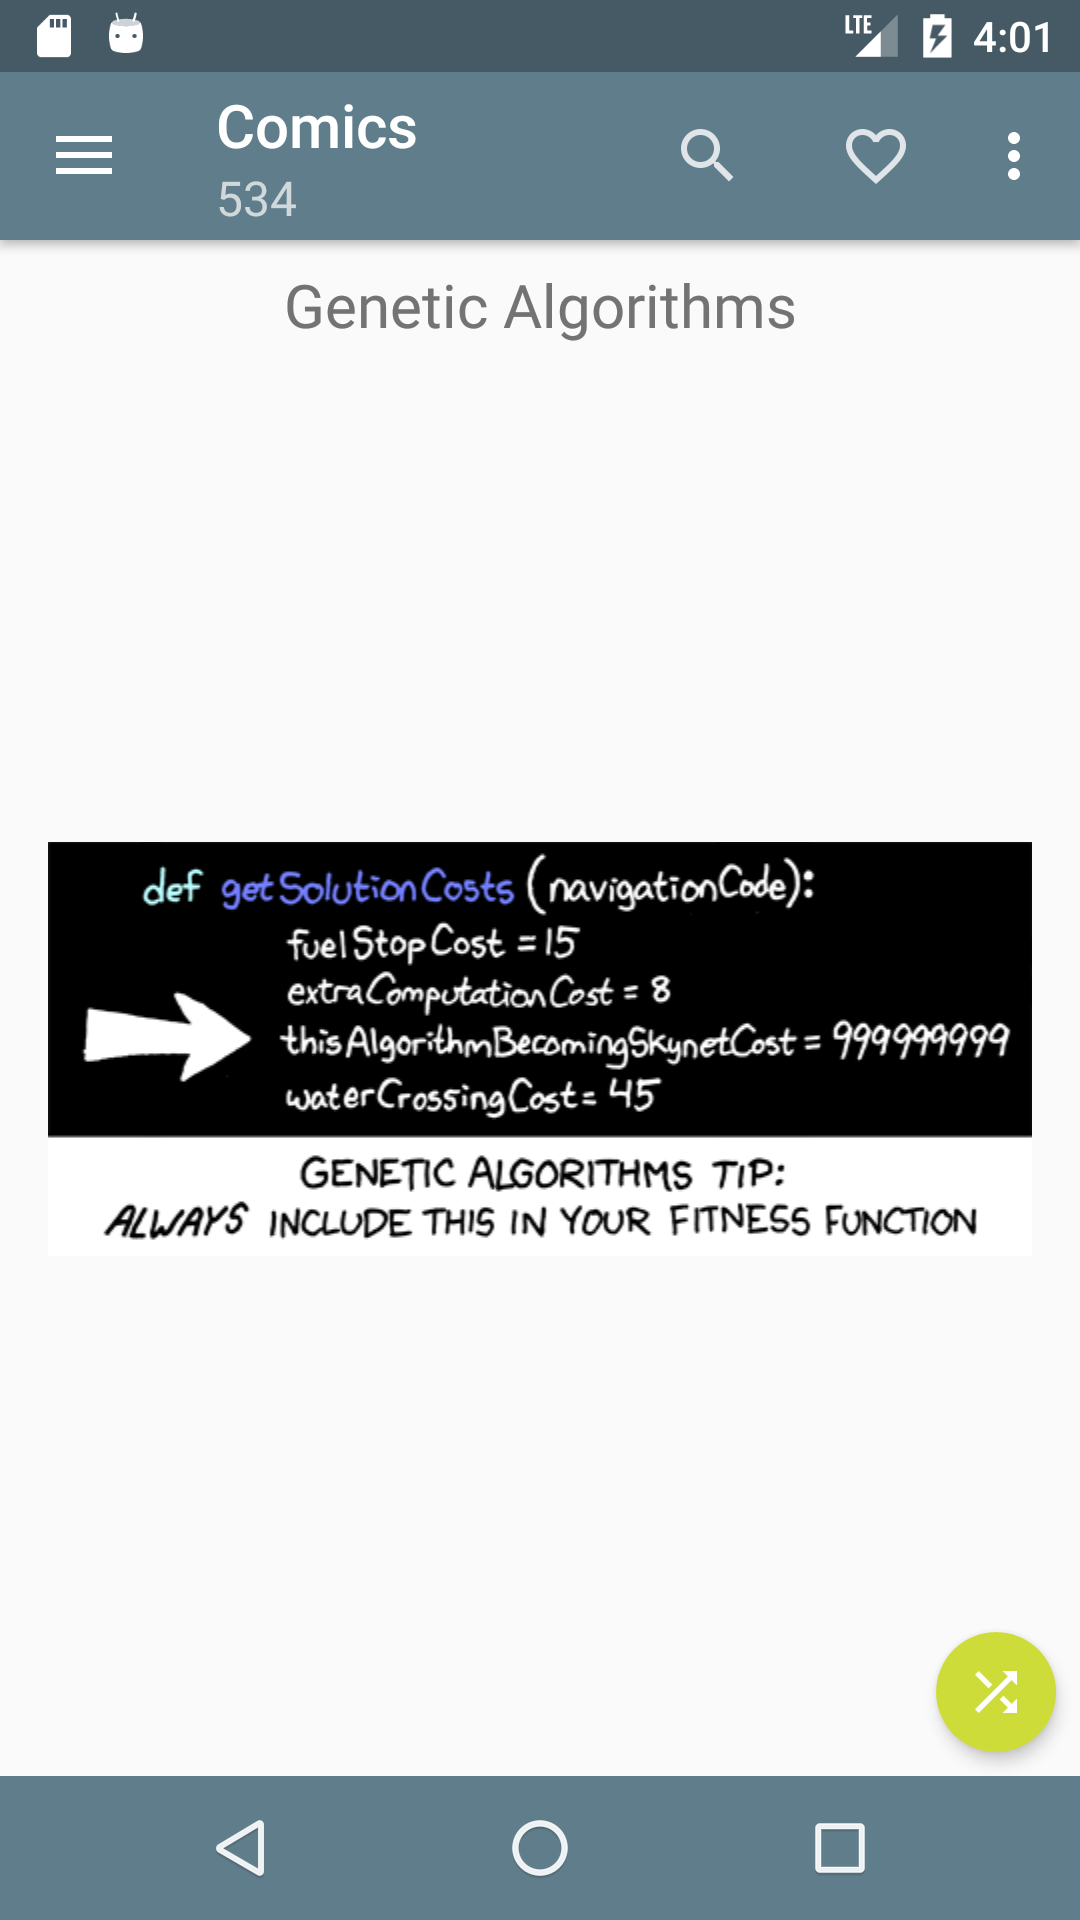 LTE 4:01
Comics
534
Genetic Algorithms
def getSolutionCosts (navigationCode):
fuelStopCost = 15
extraComputationCost = 8
thisAlgorithmBecomingSkynetCost = 999999999
waterCrossingCost = 45
GENETIC ALGORITHMS TIP:
ALWAYS INCLUDE THIS IN YOUR FITNESS FUNCTION